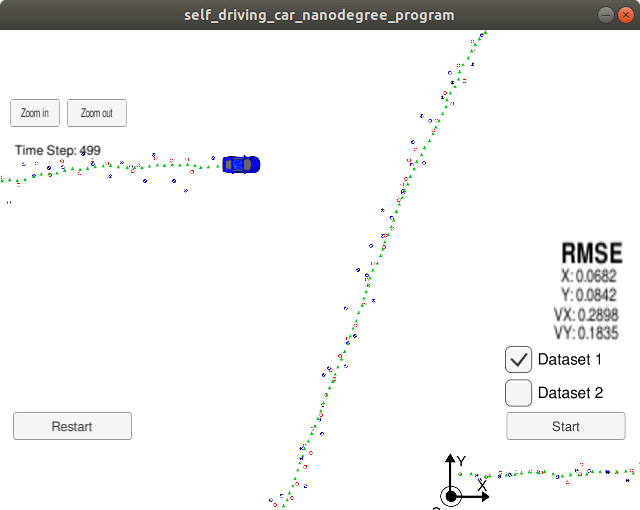 self_driving_car_nanodegree_program
Zoom in
Zoom out
Time Step: 499
RMSE
X: 0.0682
Y: 0.0842
VX: 0.2898
VY: 0.1835
Dataset 1
Dataset 2
Restart
Start
Y
X